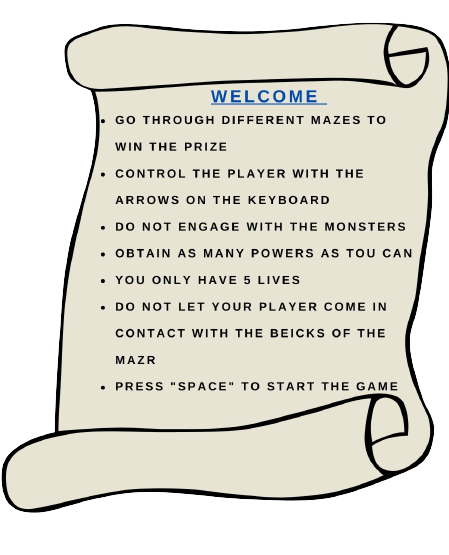 WELCOME
• GO THROUGH DIFFERENT MAZES TO
WIN THE PRIZE
• CONTROL THE PLAYER WITH THE
ARROWS ON THE KEYBOARD
• DO NOT ENGAGE WITH THE MONSTERS
• OBTAIN AS MANY POWERS AS TOU CAN
• YOU ONLY HAVE 5 LIVES
• DO NOT LET YOUR PLAYER COME IN
CONTACT WITH THE BEICKS OF THE
MAZR
• PRESS "SPACE" TO START THE GAME